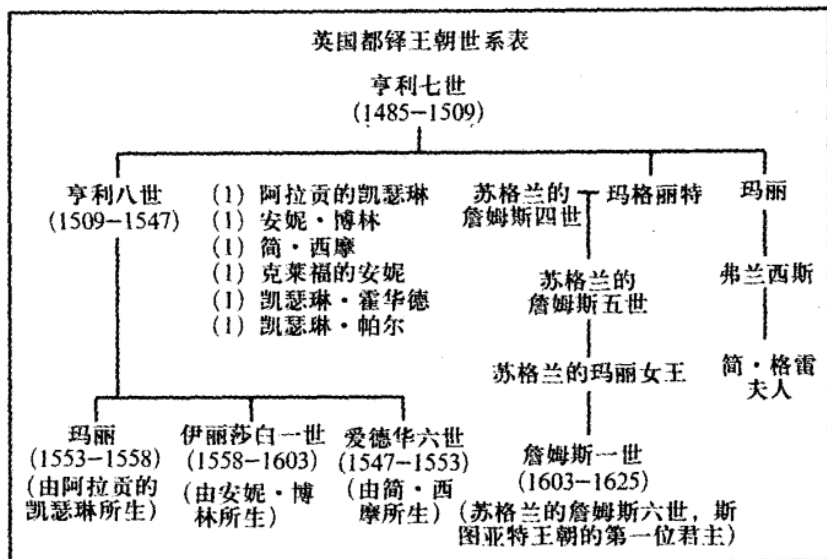 英国都铎王朝世系表
亨利七世
(1485-1509)
亨利八世
(1509-1547)
(1) 阿拉贡的凯瑟琳
(1) 安妮·博林
(1) 简·西摩
(1) 克莱福的安妮
(1) 凯瑟琳·霍华德
(1) 凯瑟琳·帕尔
苏格兰的
詹姆斯四世
玛格丽特
玛丽
苏格兰的
詹姆斯五世
弗兰西斯
苏格兰的玛丽女王
简·格雷
夫人
玛丽
(1553-1558)
(由阿拉贡的
凯瑟琳所生)
伊丽莎白一世
(1558-1603)
(由安妮·博
林所生)
爱德华六世
(1547-1553)
(由简·西
摩所生)
詹姆斯一世
(1603-1625)
(苏格兰的詹姆斯六世，斯
图亚特王朝的第一位君主)